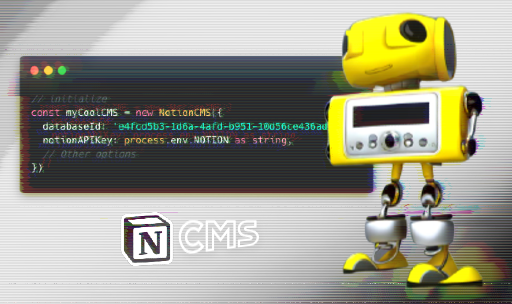 // initialize
const myCoolCMS = new NotionCMS({
databaseId: 'e4fcd5b3-1d6a-4afd-b951-10d56ce436ad
notionAPIKey: process.env.NOTION as string,
// Other options
})
N CMS